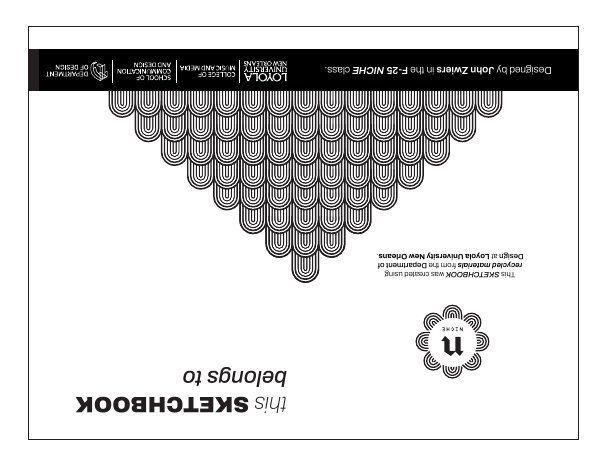 this SKETCHBOOK
belongs to
n
NICHE
This SKETCHBOOK was created using
recycled materials from the Department of
Design at Loyola University New Orleans.
Designed by John Zwiers in the F-25 NICHE class.
LOYOLA
UNIVERSITY
NEW ORLEANS
COLLEGE OF
MUSIC AND MEDIA
SCHOOL OF
COMMUNICATION
AND DESIGN
DEPARTMENT
OF DESIGN